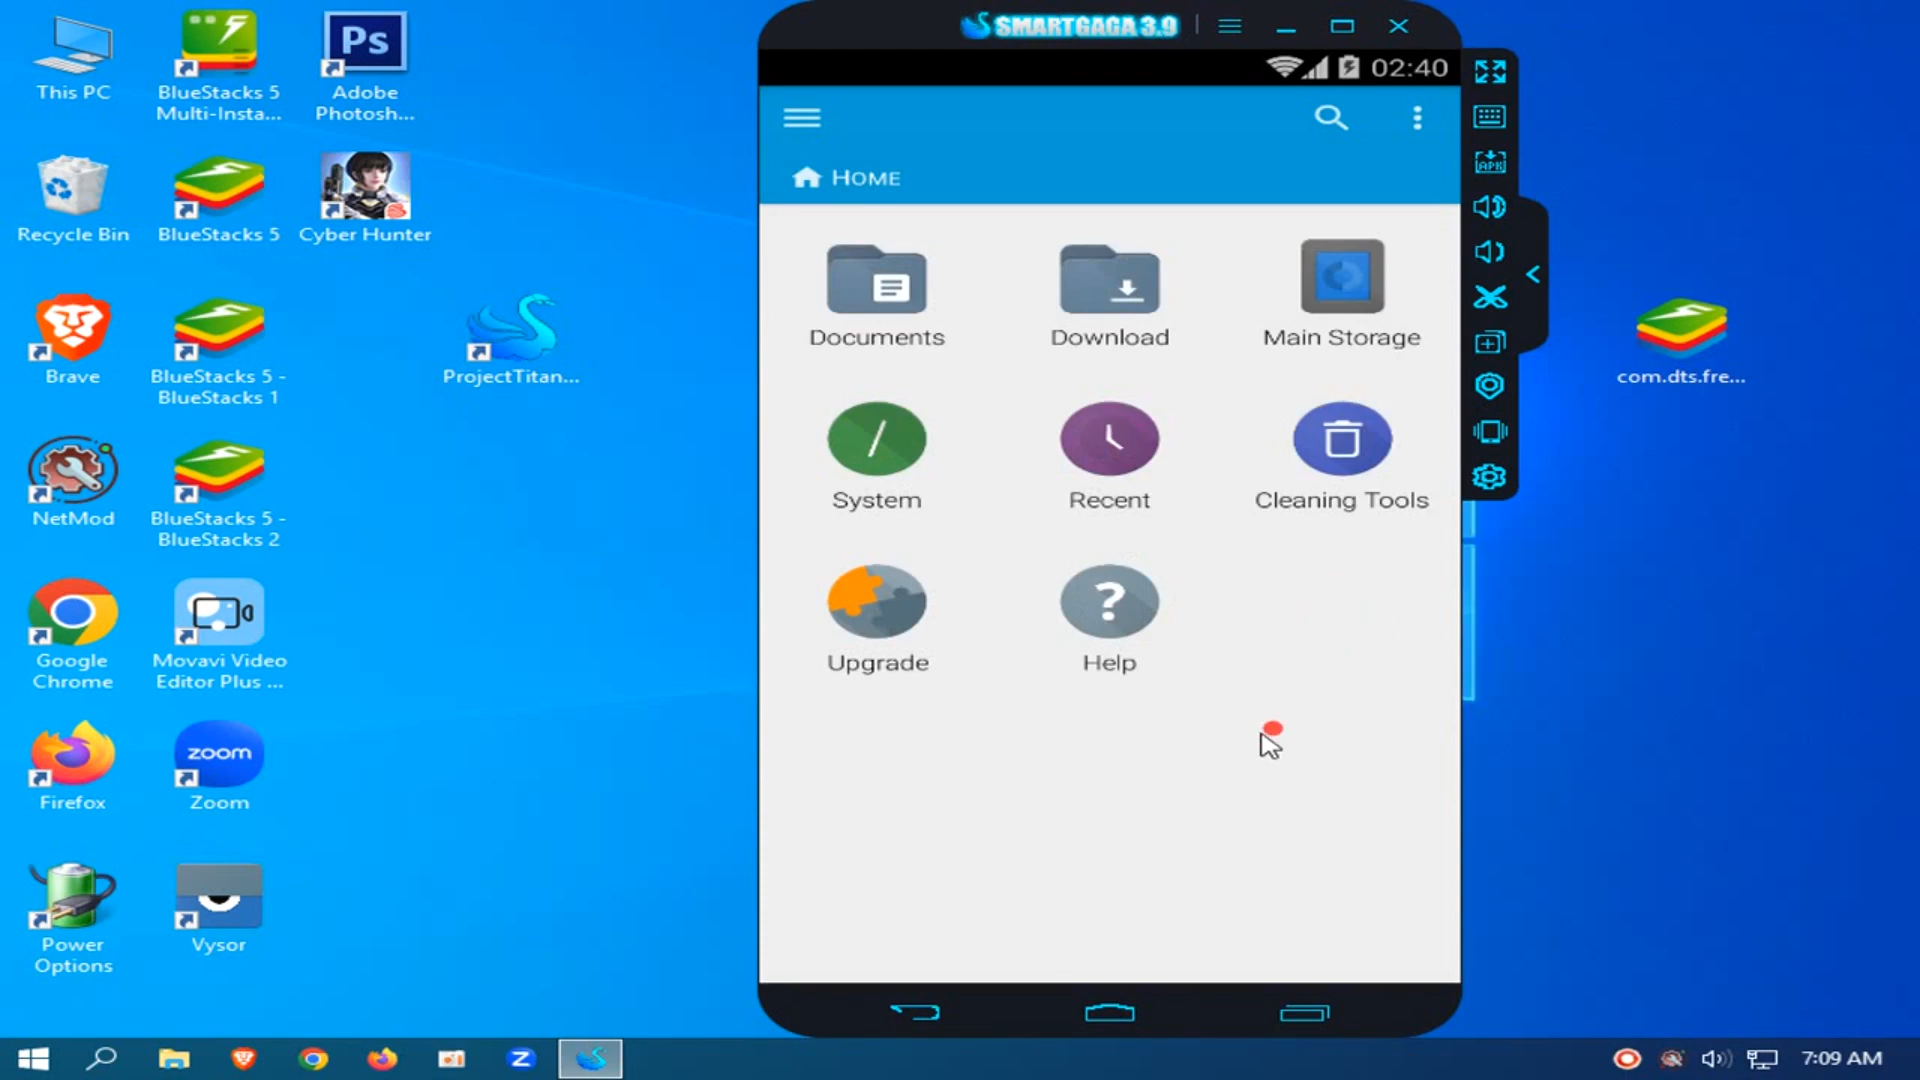 This PC
BlueStacks 5
Multi-Insta...
Ps
Adobe
Photosh...
Recycle Bin
BlueStacks 5
Cyber Hunter
Brave
BlueStacks 5 -
BlueStacks 1
ProjectTitan...
NetMod
BlueStacks 5 -
BlueStacks 2
Google
Chrome
Movavi Video
Editor Plus ...
Firefox
zoom
Zoom
Power
Options
Vysor
SMARTGAGA 3.9
02:40
HOME
Documents
Download
Main Storage
System
Recent
Cleaning Tools
Upgrade
?
Help
APK
com.dts.fre...
Z
7:09 AM